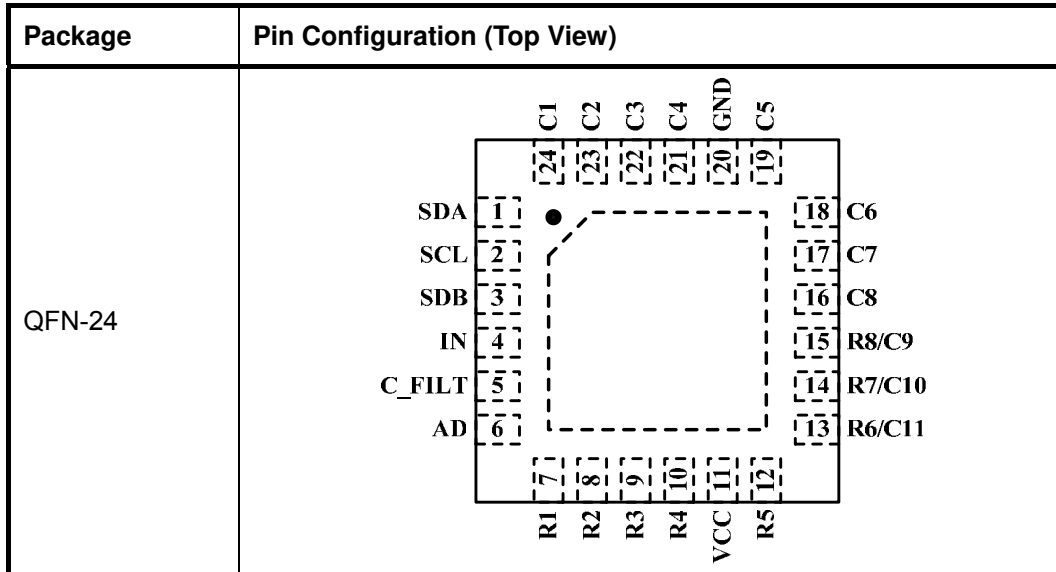 Package
Pin Configuration (Top View)
QFN-24
C1
C2
C3
C4
GND
C5
24
23
22
21
20
19
SDA 1
SCL 2
SDB 3
IN 4
C_FILT 5
AD 6
18 C6
17 C7
16 C8
15 R8/C9
14 R7/C10
13 R6/C11
7
8
9
10
11
12
R1
R2
R3
R4
VCC
R5